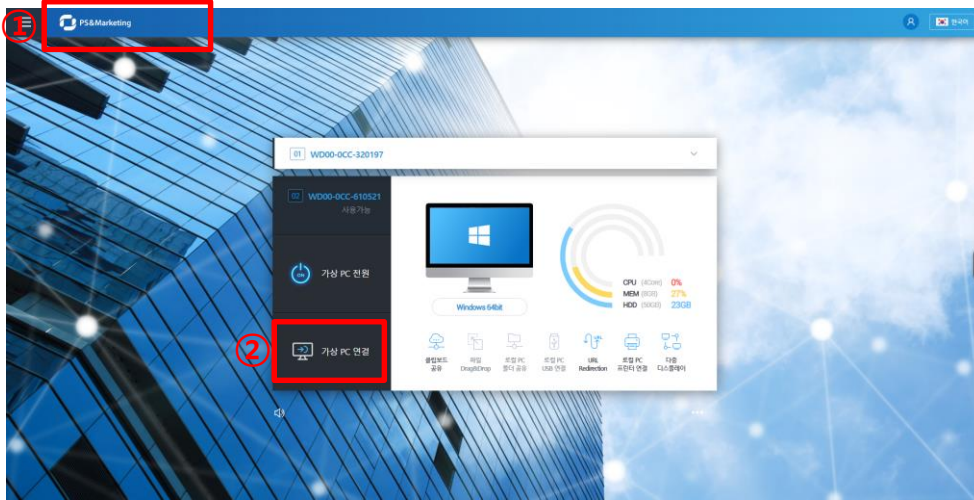 ①
PS&Marketing
한국어
01 WD00-0CC-320197
02 WD00-0CC-610521
사용가능
ON 가상 PC 전원
② 가상 PC 연결
Windows 64bit
CPU (4Core) 0%
MEM (8GB) 27%
HDD (50GB) 23GB
클립보드 공유
파일 Drag&Drop
로컬 PC 폴더 공유
로컬 PC USB 연결
URL Redirection
로컬 PC 프린터 연결
다중 디스플레이